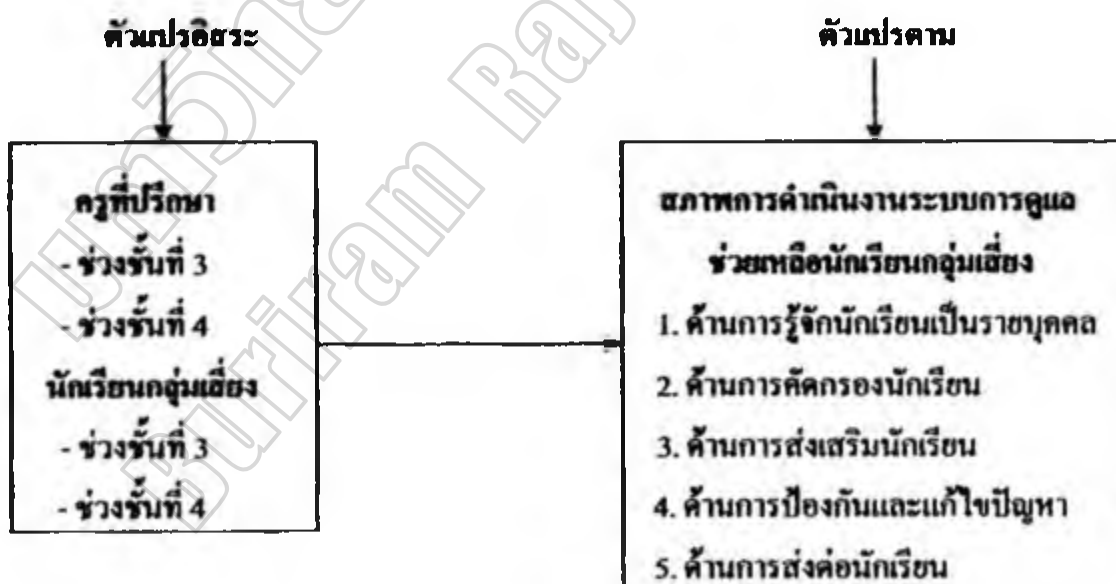 ตัวแปรอิสระ
ครูที่ปรึกษา
- ช่วงชั้นที่ 3
- ช่วงชั้นที่ 4
นักเรียนกลุ่มเสี่ยง
- ช่วงชั้นที่ 3
- ช่วงชั้นที่ 4
ตัวแปรตาม
สภาพการดำเนินงานระบบการดูแล
ช่วยเหลือนักเรียนกลุ่มเสี่ยง
1. ด้านการรู้จักนักเรียนเป็นรายบุคคล
2. ด้านการคัดกรองนักเรียน
3. ด้านการส่งเสริมนักเรียน
4. ด้านการป้องกันและแก้ไขปัญหา
5. ด้านการส่งต่อนักเรียน
Buriram